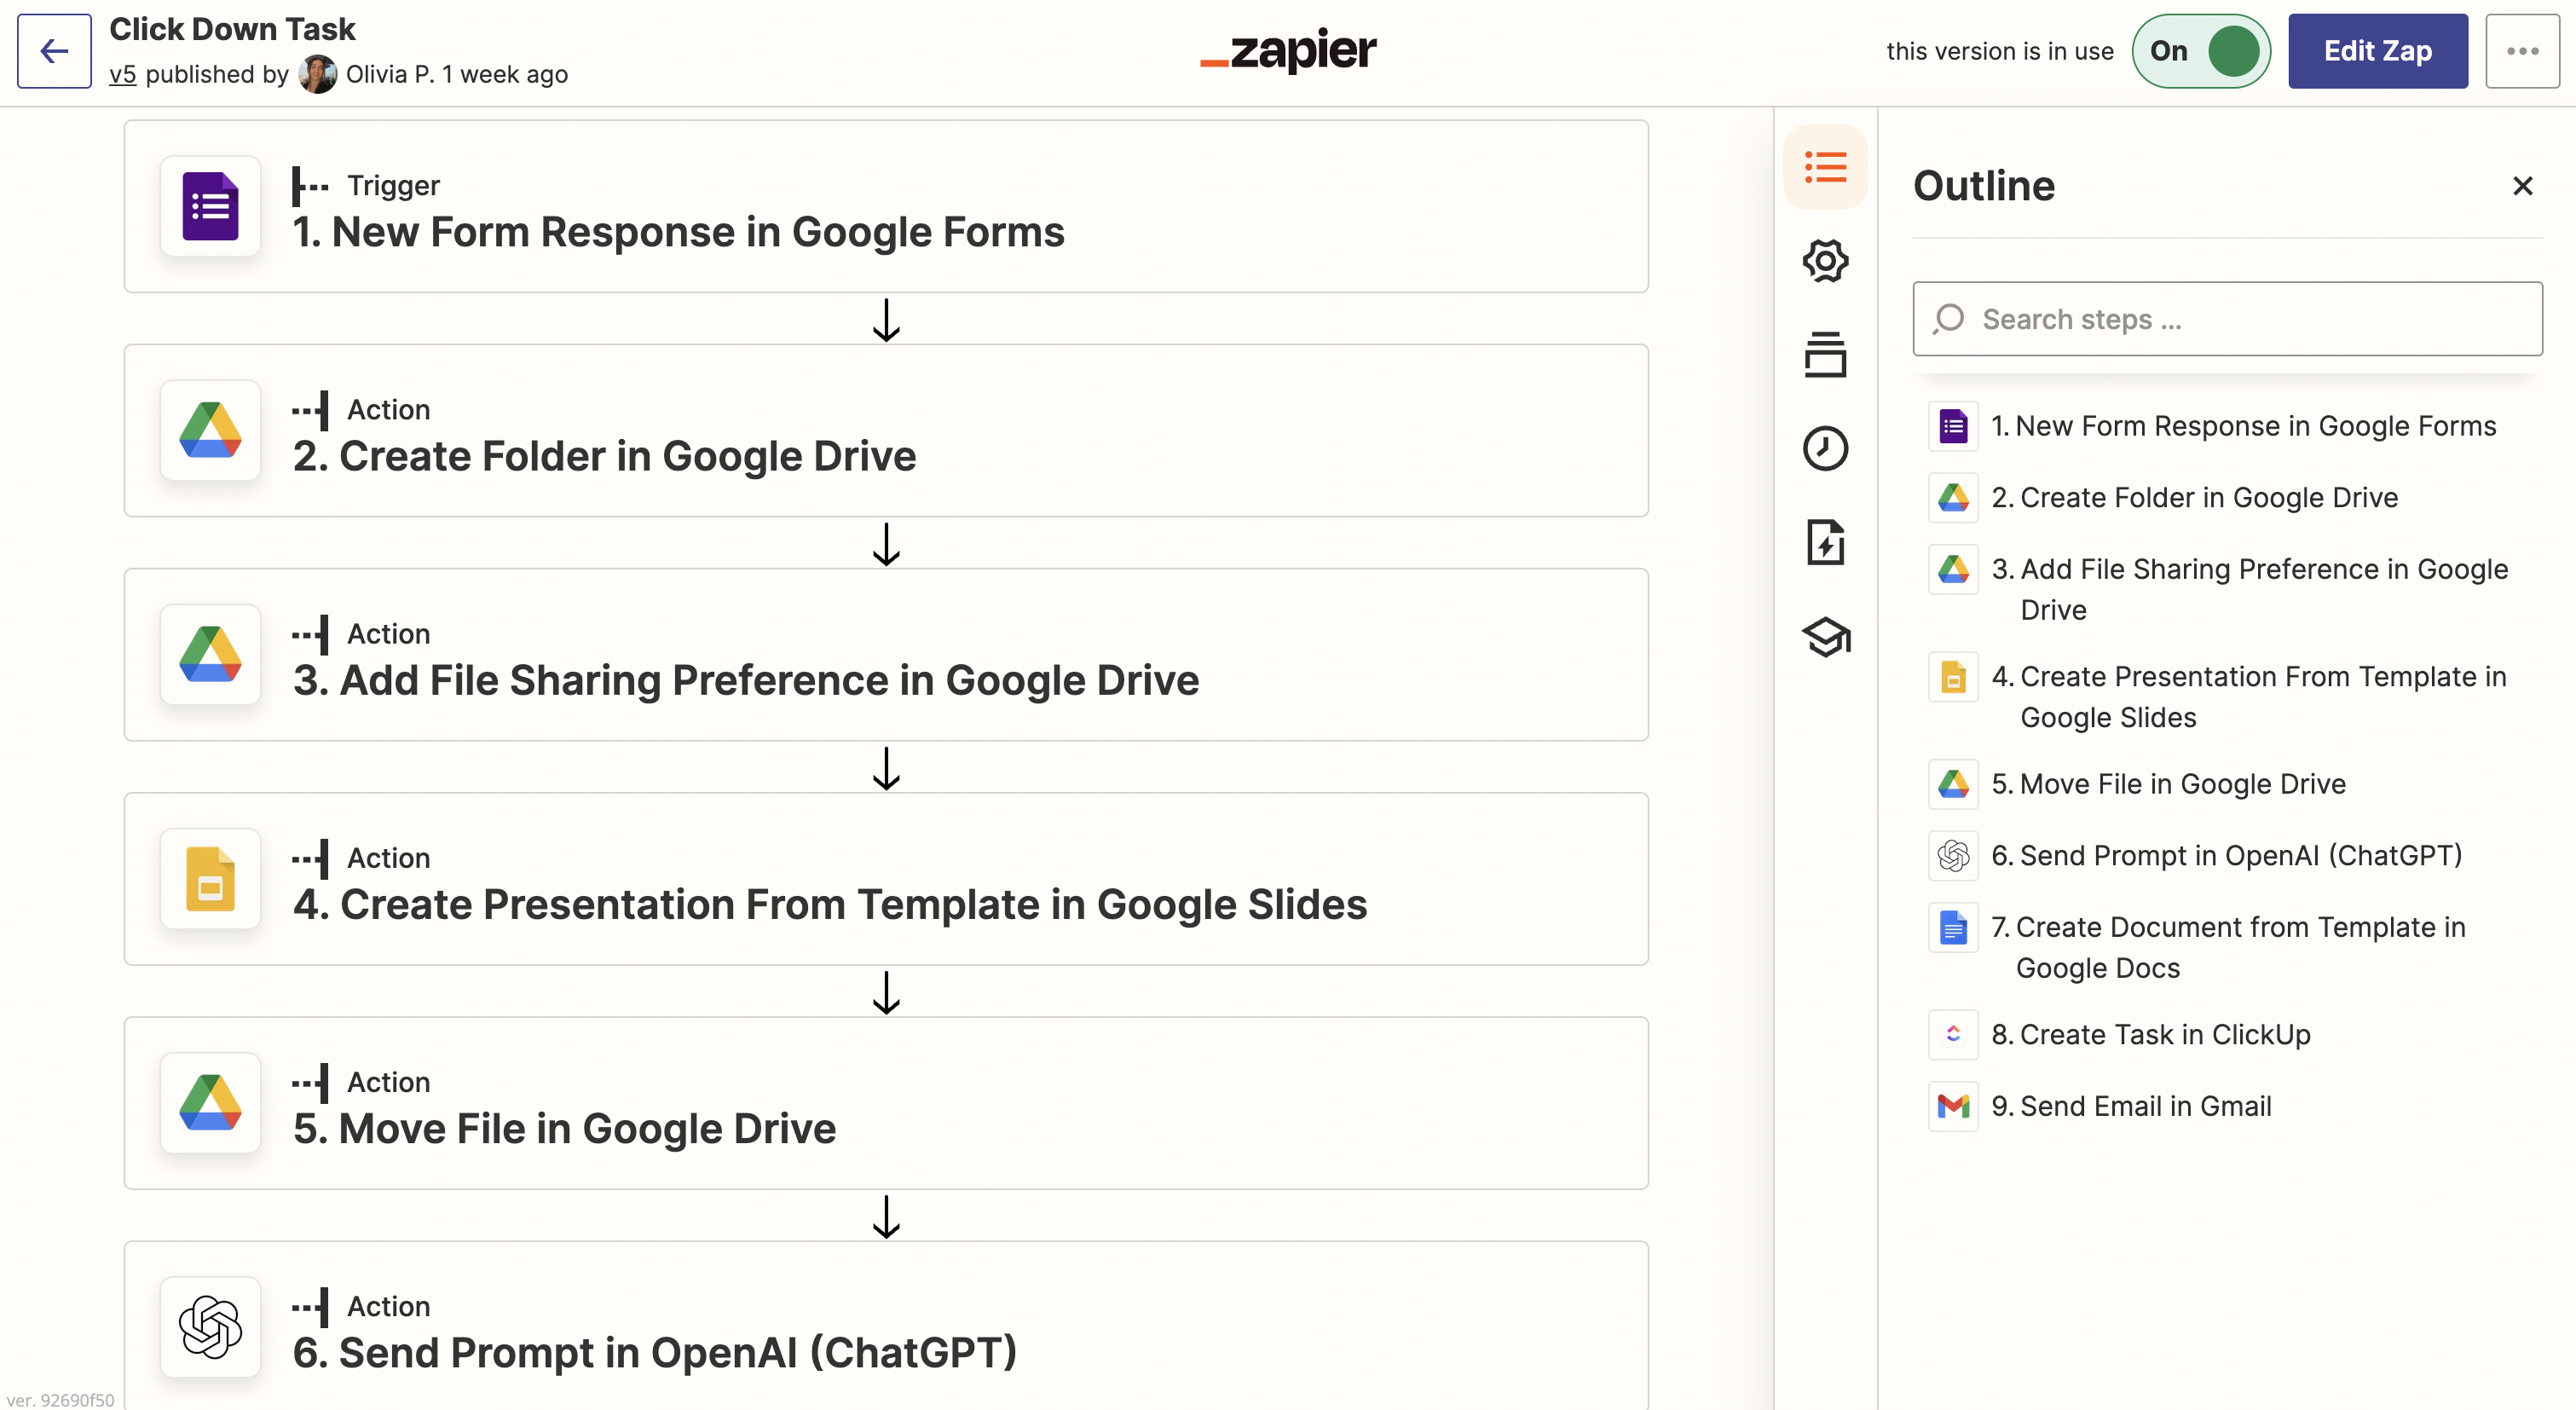 Click Down Task
v5 published by Olivia P. 1 week ago
zapier
this version is in use
On
Edit Zap
Trigger
1. New Form Response in Google Forms
Action
2. Create Folder in Google Drive
Action
3. Add File Sharing Preference in Google Drive
Action
4. Create Presentation From Template in Google Slides
Action
5. Move File in Google Drive
Action
6. Send Prompt in OpenAI (ChatGPT)
ver. 92690f50
Outline
Search steps ...
1. New Form Response in Google Forms
2. Create Folder in Google Drive
3. Add File Sharing Preference in Google
Drive
4. Create Presentation From Template in
Google Slides
5. Move File in Google Drive
6. Send Prompt in OpenAI (ChatGPT)
7. Create Document from Template in
Google Docs
8. Create Task in ClickUp
9. Send Email in Gmail